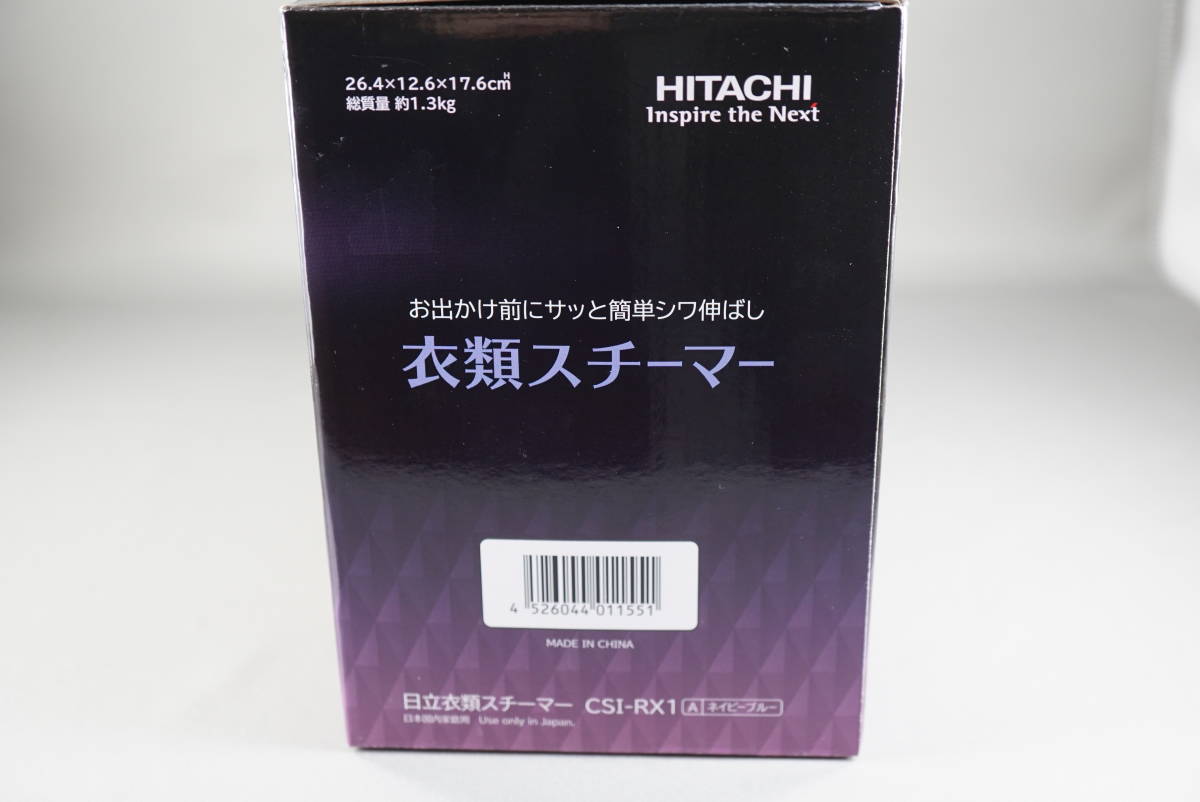 26.4×12.6×17.6cm
H
総質量 約1.3kg
HITACHI
Inspire the Next
お出かけ前にサッと簡単シワ伸ばし
衣類スチーマー
4 526044 011551
MADE IN CHINA
日立衣類スチーマー CSI-RX1 A ネイビーブルー
日本国内家庭用 Use only in Japan.